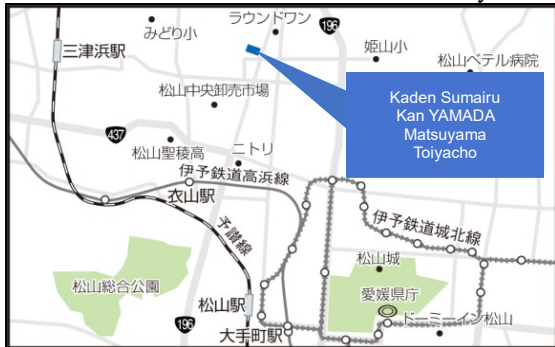 ラウンドワン
みどり小
196
三津浜駅
姫山小
松山ベテル病院
Kaden Sumairu
Kan YAMADA
Matsuyama
Toiyacho
松山中央卸売市場
437
松山聖稜高
ニトリ
伊予鉄道高浜線
衣山駅
伊予鉄道城北線
予讃線
松山城
松山総合公園
愛媛県庁
松山駅
196
ドーミーイン松山
大手町駅